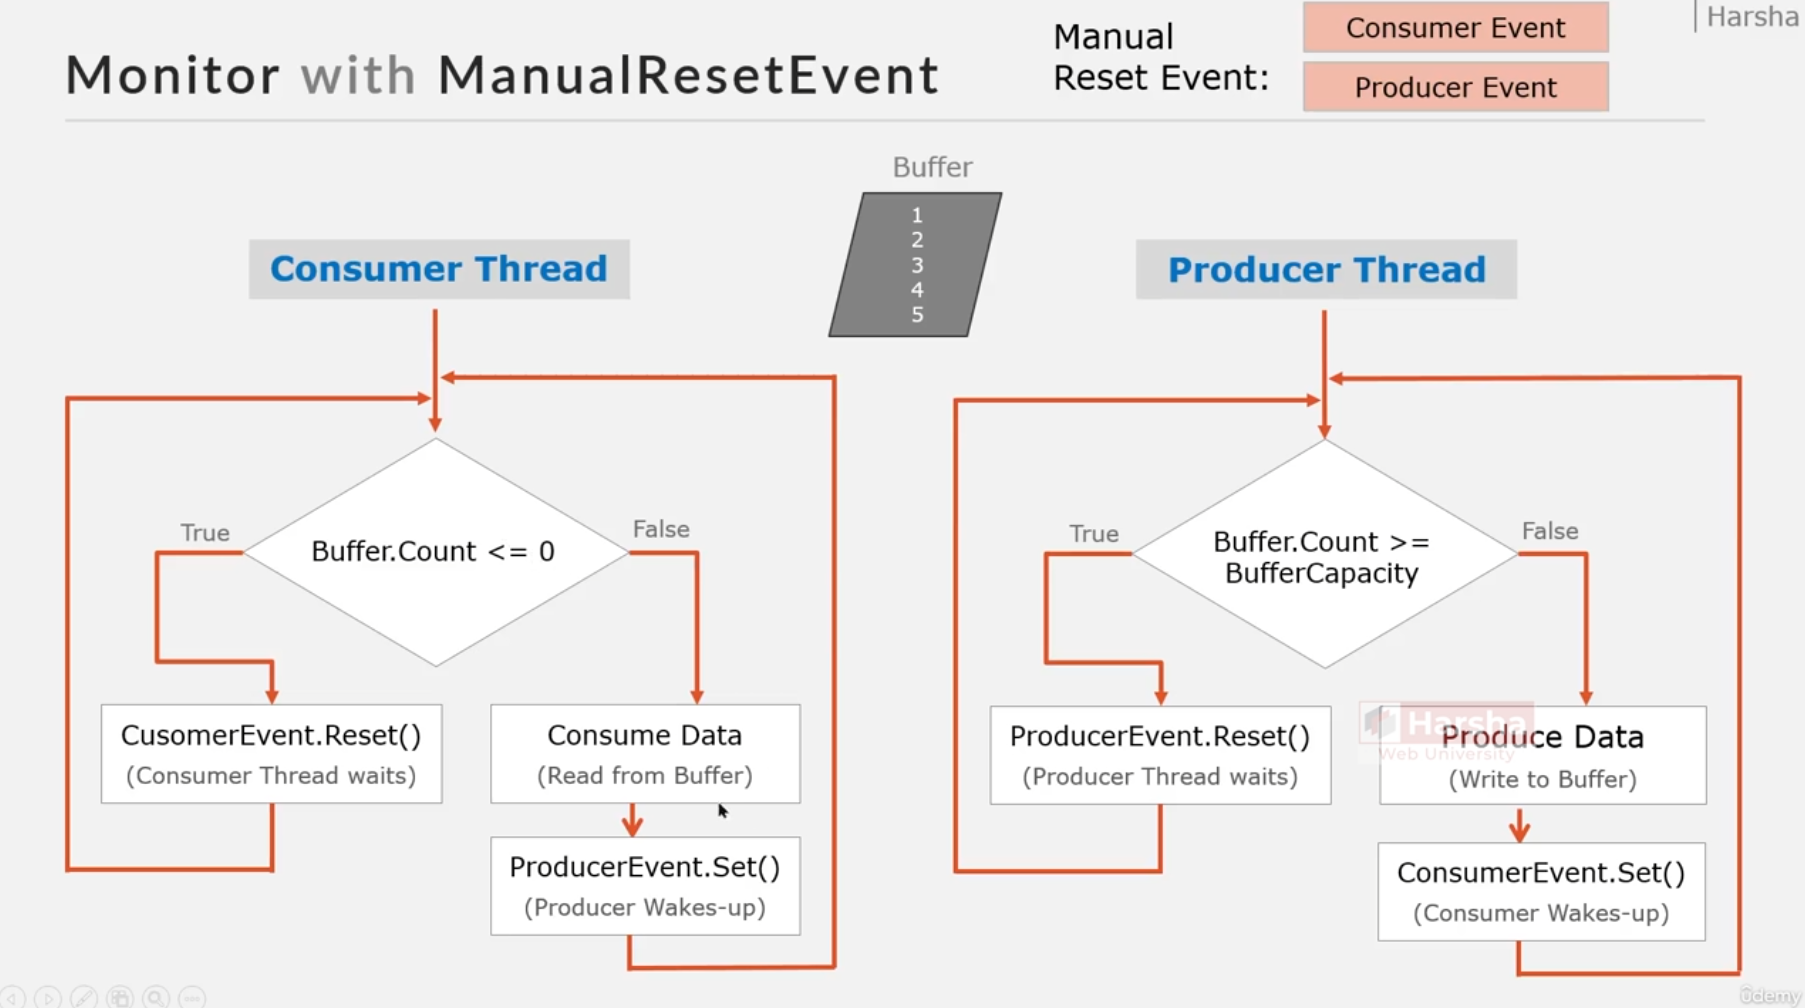 Monitor with ManualResetEvent
Manual
Reset Event:
Consumer Event
Producer Event
Harsha
Buffer
1
2
3
4
5
Consumer Thread
Buffer.Count <= 0
True
False
CusomerEvent.Reset()
(Consumer Thread waits)
Consume Data
(Read from Buffer)
ProducerEvent.Set()
(Producer Wakes-up)
Producer Thread
Buffer.Count >=
BufferCapacity
True
False
ProducerEvent.Reset()
(Producer Thread waits)
Harsha
Web University
Produce Data
(Write to Buffer)
ConsumerEvent.Set()
(Consumer Wakes-up)
ûdemy